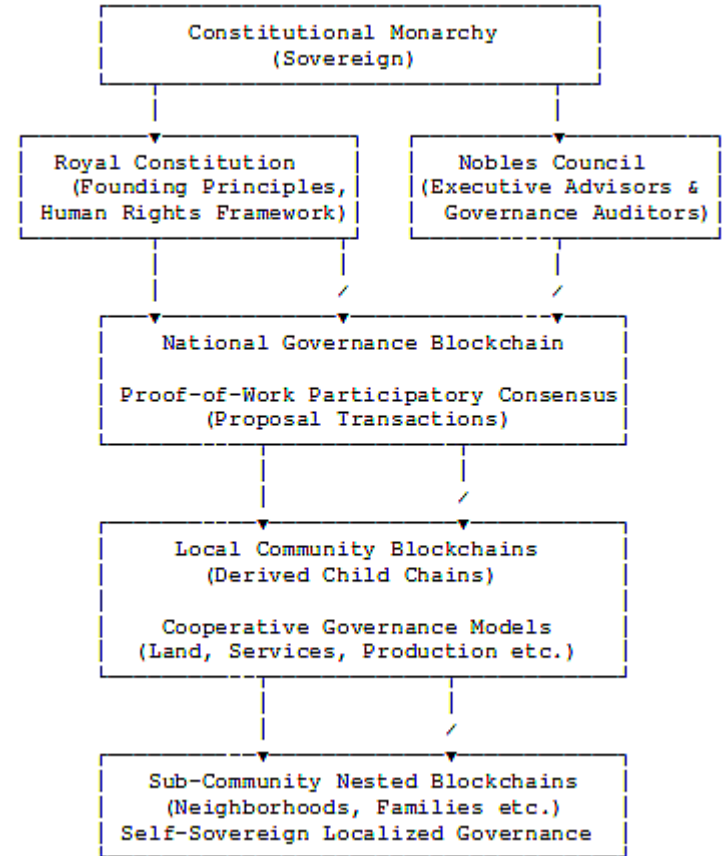 Constitutional Monarchy
(Sovereign)
Royal Constitution
(Founding Principles,
Human Rights Framework)
Nobles Council
(Executive Advisors &
Governance Auditors)
National Governance Blockchain
Proof-of-Work Participatory Consensus
(Proposal Transactions)
Local Community Blockchains
(Derived Child Chains)
Cooperative Governance Models
(Land, Services, Production etc.)
Sub-Community Nested Blockchains
(Neighborhoods, Families etc.)
Self-Sovereign Localized Governance